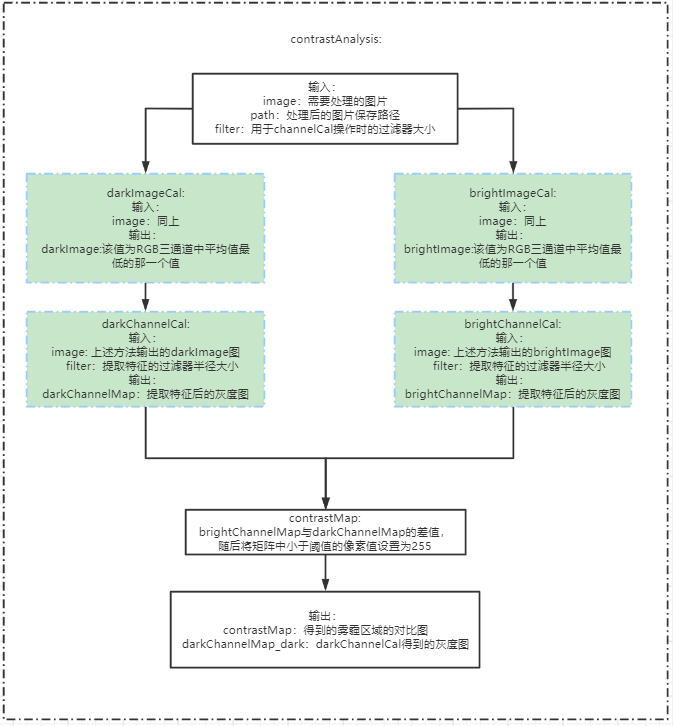 contrastAnalysis:
输入：
image：需要处理的图片
path：处理后的图片保存路径
filter：用于channelCal操作时的过滤器大小
darkImageCal:
输入：
image：同上
输出：
darkImage:该值为RGB三通道中平均值最
低的那一个值
brightImageCal:
输入：
image：同上
输出：
brightImage:该值为RGB三通道中平均值最
低的那一个值
darkChannelCal:
输入：
image: 上述方法输出的darkImage图
filter：提取特征的过滤器半径大小
输出：
darkChannelMap：提取特征后的灰度图
brightChannelCal:
输入：
image: 上述方法输出的brightImage图
filter：提取特征的过滤器半径大小
输出：
brightChannelMap：提取特征后的灰度图
contrastMap:
brightChannelMap与darkChannelMap的差值，
随后将矩阵中小于阈值的像素值设置为255
输出：
contrastMap：得到的雾霾区域的对比图
darkChannelMap_dark：darkChannelCal得到的灰度图